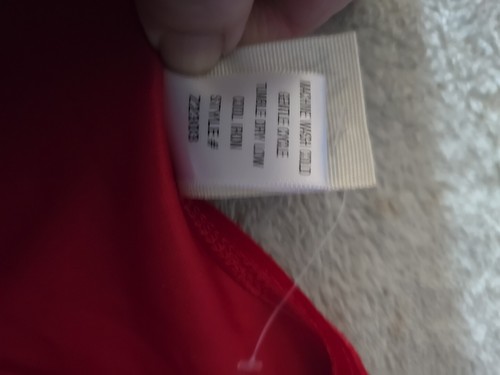 MACHINE WASH COLD
GENTLE CYCLE
TUMBLE DRY LOW
COOL IRON
STYLE #